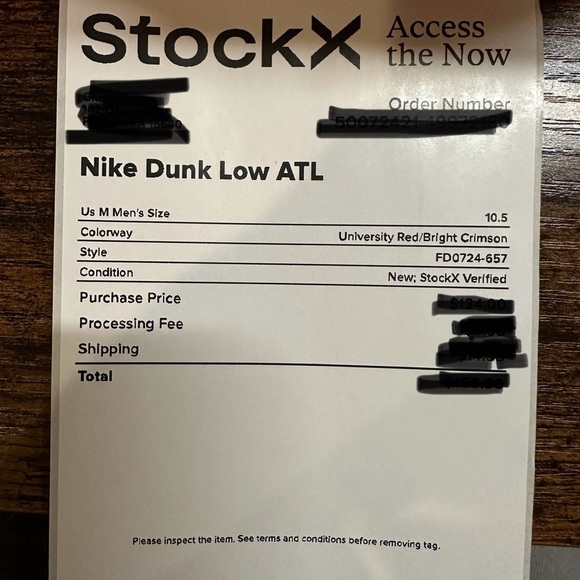 StockX Access
the Now
Order Number
Nike Dunk Low ATL
Us M Men's Size 10.5
Colorway University Red/Bright Crimson
Style FD0724-657
Condition New; StockX Verified
Purchase Price
Processing Fee
Shipping
Total
Please inspect the item. See terms and conditions before removing tag.